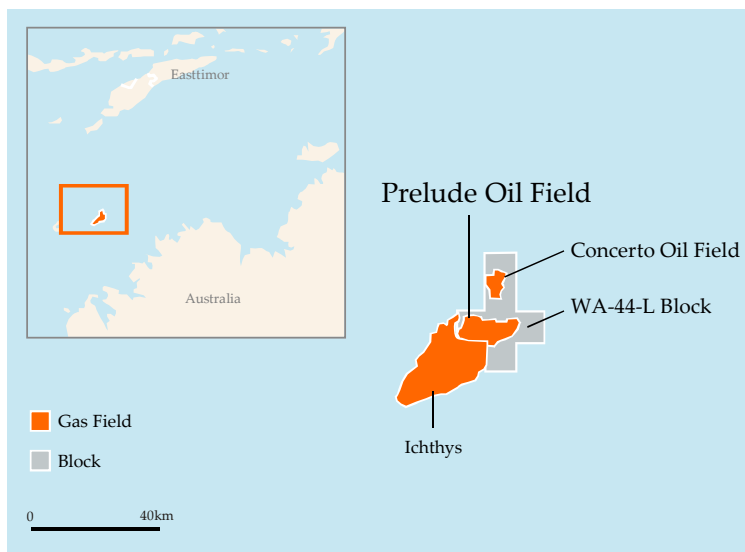 Easttimor
Australia
Prelude Oil Field
Concerto Oil Field
WA-44-L Block
Ichthys
Gas Field
Block
0
40km